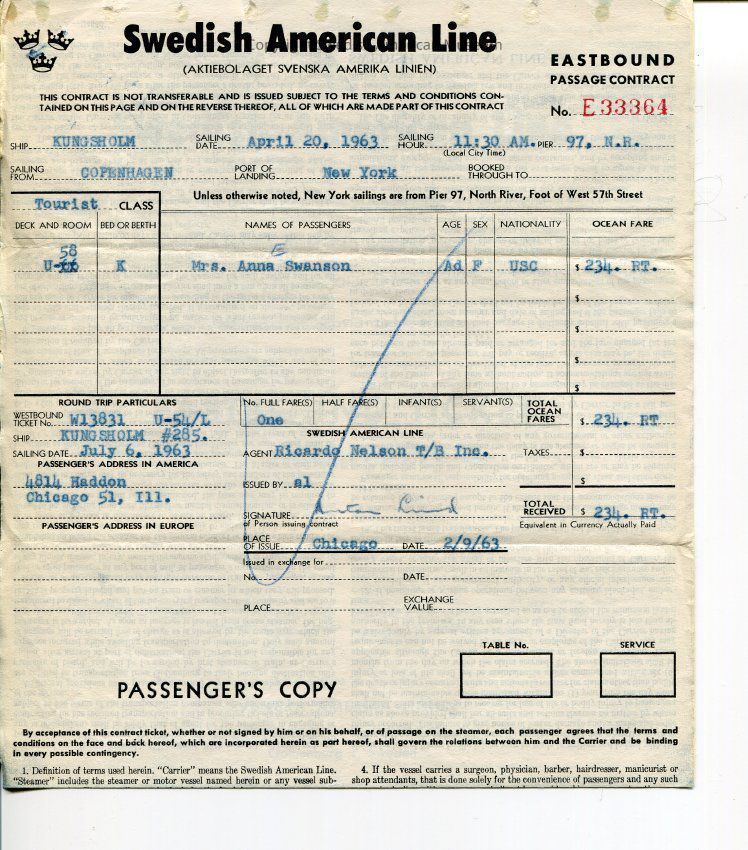 Swedish American Line
(AKTIEBOLAGET SVENSKA AMERIKA LINIEN)
EASTBOUND
PASSAGE CONTRACT
THIS CONTRACT IS NOT TRANSFERABLE AND IS ISSUED SUBJECT TO THE TERMS AND CONDITIONS CON-
TAINED ON THIS PAGE AND ON THE REVERSE THEREOF, ALL OF WHICH ARE MADE PART OF THIS CONTRACT
No. E33364
SHIP KUNGSHOLM SAILING DATE April 20, 1963 SAILING HOUR 11:30 AM. PIER 97, N.R.
(Local City Time)
SAILING FROM COPENHAGEN PORT OF LANDING New York BOOKED THROUGH TO
Tourist CLASS
Unless otherwise noted, New York sailings are from Pier 97, North River, Foot of West 57th Street
DECK AND ROOM BED OR BERTH NAMES OF PASSENGERS AGE SEX NATIONALITY OCEAN FARE
58 E
U- K Mrs. Anna Swanson Ad F USC $ 234. RT.
$
$
$
$
ROUND TRIP PARTICULARS
WESTBOUND TICKET No. W13831 U-54/L
SHIP KUNGSHOLM #285.
SAILING DATE July 6, 1963
PASSENGER'S ADDRESS IN AMERICA
4814 Haddon
Chicago 51, Ill.
PASSENGER'S ADDRESS IN EUROPE
No. FULL FARE(S) HALF FARE(S) INFANT(S) SERVANT(S)
One
SWEDISH AMERICAN LINE
AGENT Ricardo Nelson T/B Inc.
ISSUED BY al
SIGNATURE
of Person issuing contract
PLACE OF ISSUE Chicago DATE 2/9/63
Issued in exchange for
No. DATE
PLACE EXCHANGE VALUE
TOTAL OCEAN FARES $ 234. RT
TAXES $
$
TOTAL RECEIVED $ 234. RT.
Equivalent in Currency Actually Paid
TABLE No. SERVICE
PASSENGER'S COPY
By acceptance of this contract ticket, whether or not signed by him or on his behalf, or of passage on the steamer, each passenger agrees that the terms and
conditions on the face and back hereof, which are incorporated herein as part hereof, shall govern the relations between him and the Carrier and be binding
in every possible contingency.
1. Definition of terms used herein. "Carrier" means the Swedish American Line.
"Steamer" includes the steamer or motor vessel named herein or any vessel sub-
4. If the vessel carries a surgeon, physician, barber, hairdresser, manicurist or
shop attendants, that is done solely for the convenience of passengers and any such